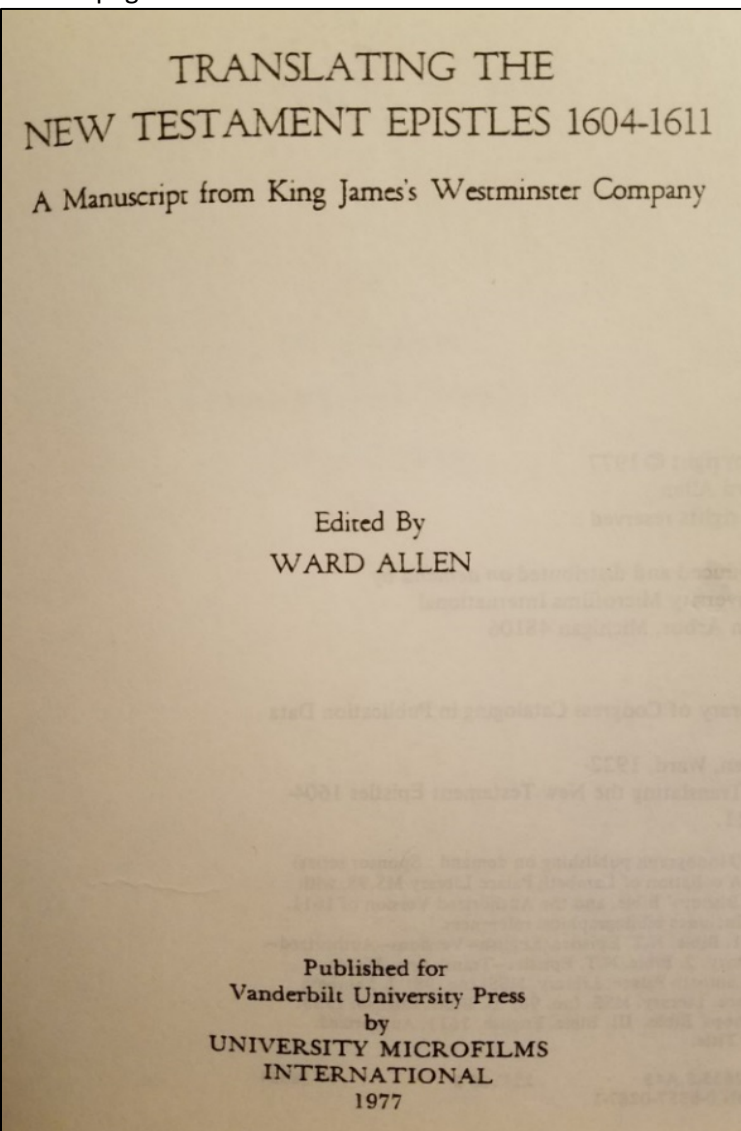 TRANSLATING THE
NEW TESTAMENT EPISTLES 1604-1611
A Manuscript from King James's Westminster Company
Edited By
WARD ALLEN
Published for
Vanderbilt University Press
by
UNIVERSITY MICROFILMS
INTERNATIONAL
1977